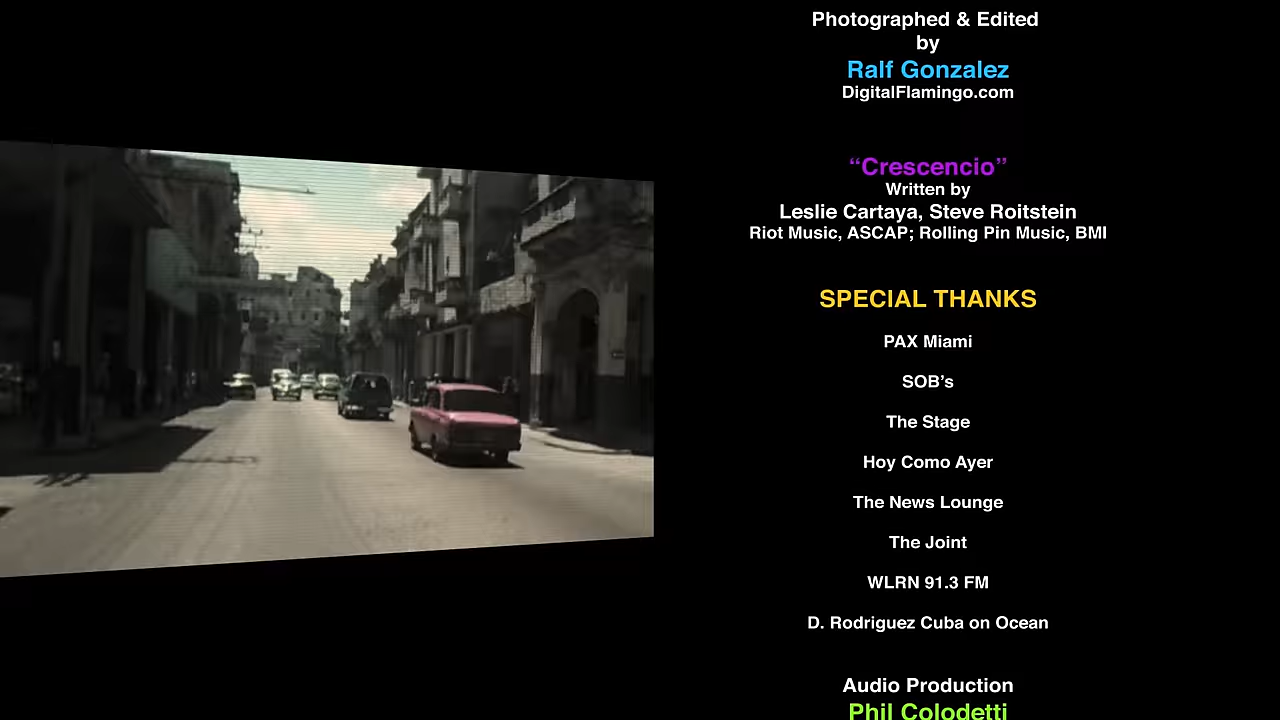 Photographed & Edited
by
Ralf Gonzalez
DigitalFlamingo.com
“Crescencio”
Written by
Leslie Cartaya, Steve Roitstein
Riot Music, ASCAP; Rolling Pin Music, BMI
SPECIAL THANKS
PAX Miami
SOB’s
The Stage
Hoy Como Ayer
The News Lounge
The Joint
WLRN 91.3 FM
D. Rodriguez Cuba on Ocean
Audio Production
Phil Colodetti